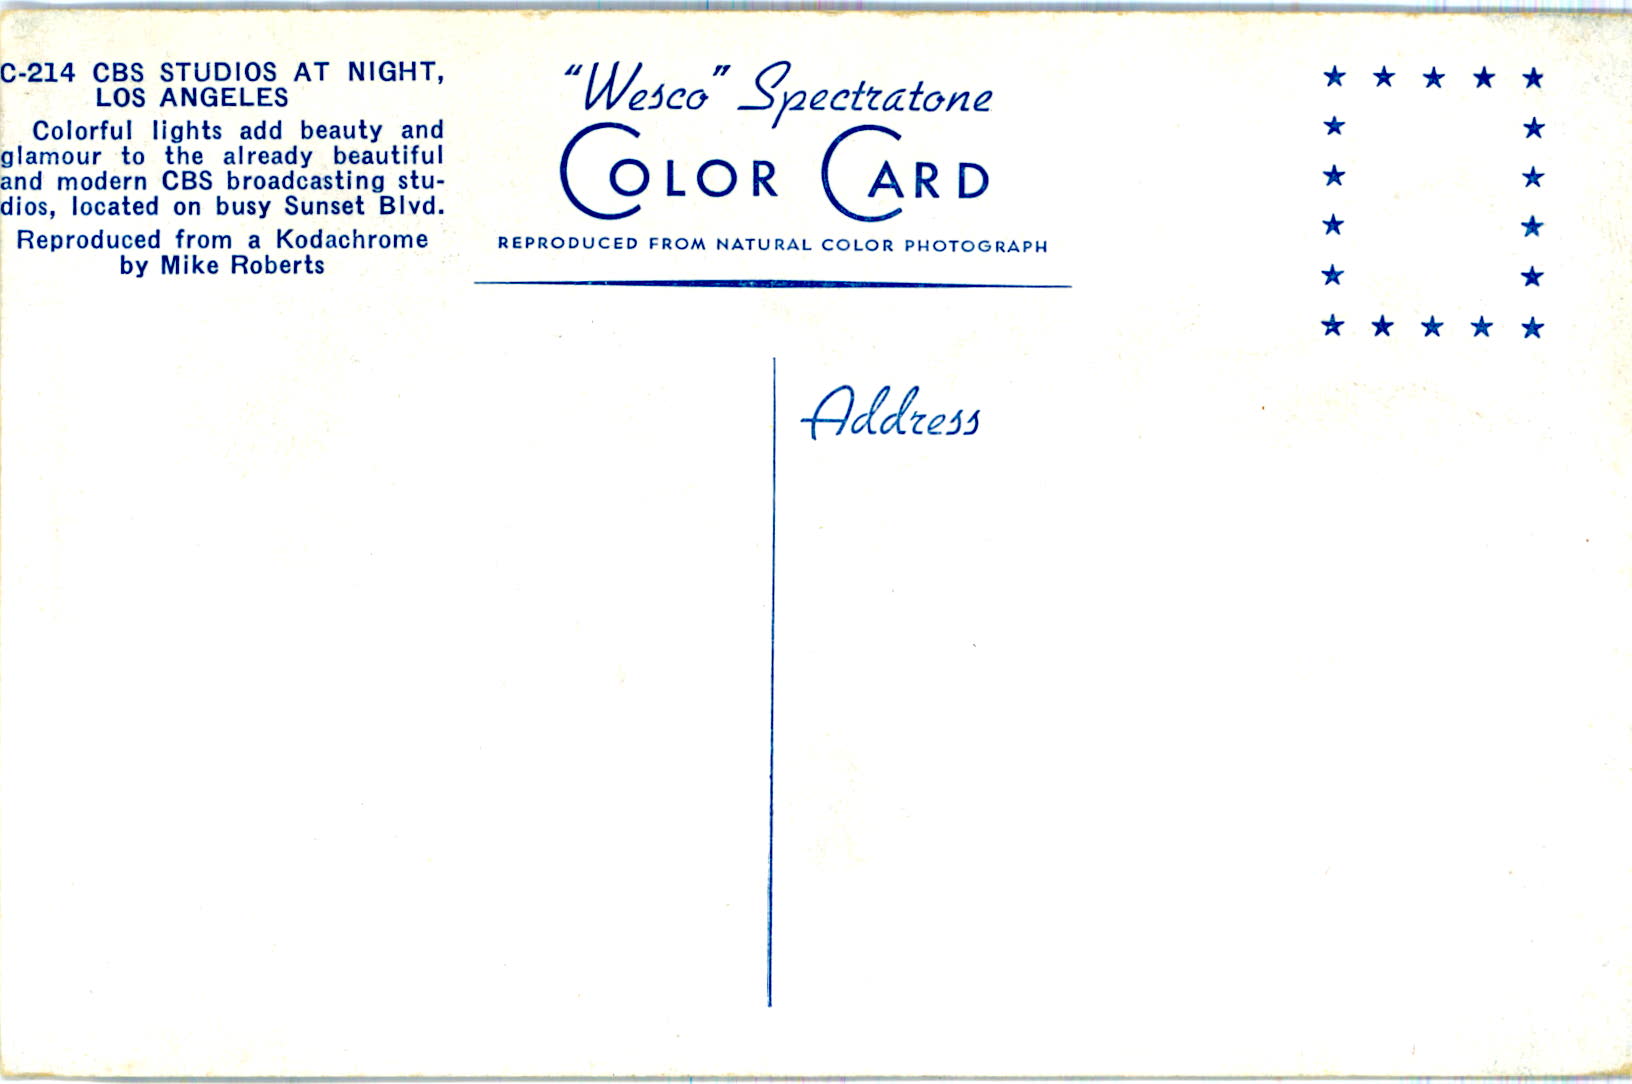 C-214 CBS STUDIOS AT NIGHT,
LOS ANGELES
Colorful lights add beauty and
glamour to the already beautiful
and modern CBS broadcasting stu-
dios, located on busy Sunset Blvd.
Reproduced from a Kodachrome
by Mike Roberts
"Wesco" Spectratone
COLOR CARD
REPRODUCED FROM NATURAL COLOR PHOTOGRAPH
Address